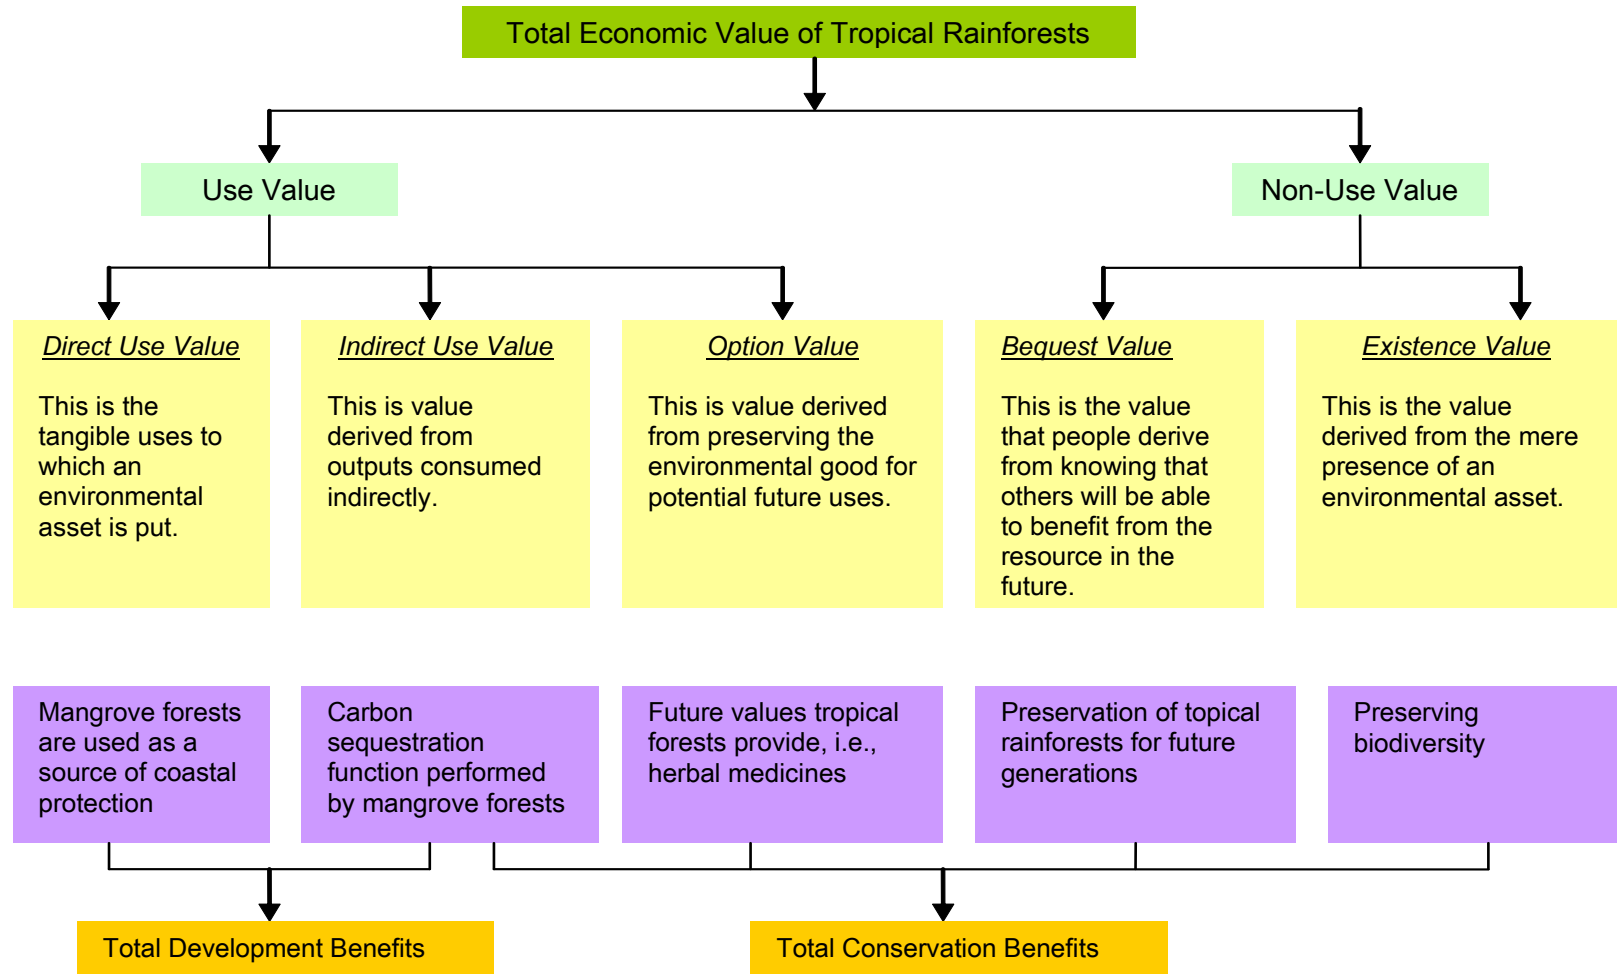 Total Economic Value of Tropical Rainforests
Use Value
Non-Use Value
Direct Use Value
This is the
tangible uses to
which an
environmental
asset is put.
Indirect Use Value
This is value
derived from
outputs consumed
indirectly.
Option Value
This is value derived
from preserving the
environmental good for
potential future uses.
Bequest Value
This is the value
that people derive
from knowing that
others will be able
to benefit from the
resource in the
future.
Existence Value
This is the value
derived from the mere
presence of an
environmental asset.
Mangrove forests
are used as a
source of coastal
protection
Carbon
sequestration
function performed
by mangrove forests
Future values tropical
forests provide, i.e.,
herbal medicines
Preservation of topical
rainforests for future
generations
Preserving
biodiversity
Total Development Benefits
Total Conservation Benefits